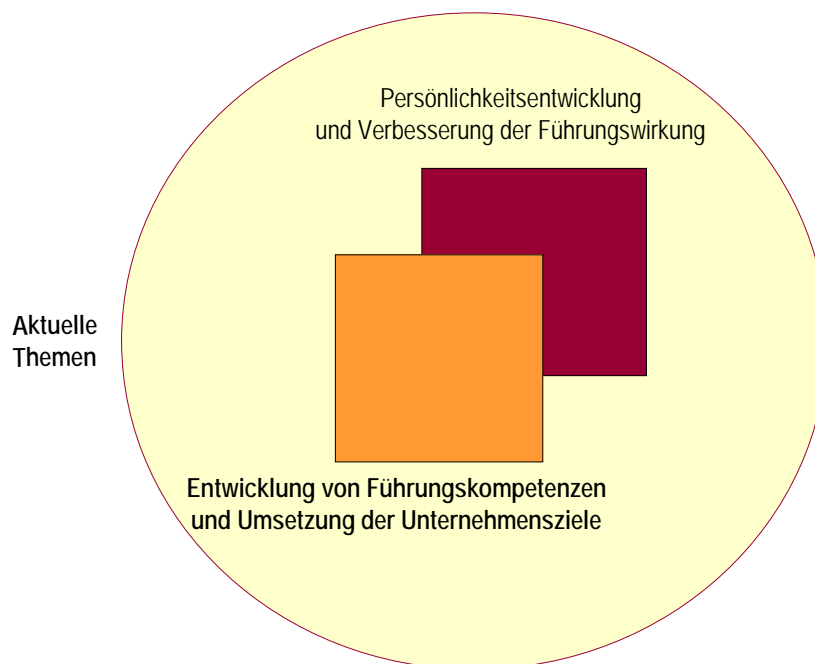 Persönlichkeitsentwicklung
und Verbesserung der Führungswirkung
Aktuelle
Themen
Entwicklung von Führungskompetenzen
und Umsetzung der Unternehmensziele